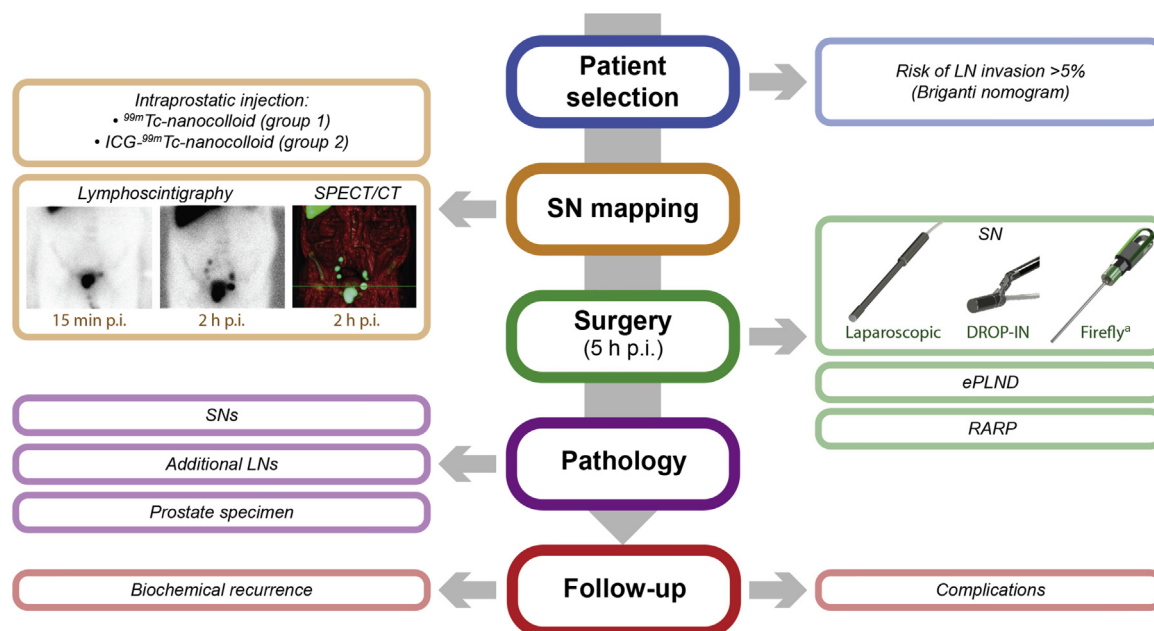 Patient
selection
Risk of LN invasion >5%
(Briganti nomogram)
Intraprostatic injection:
• ⁹⁹ᵐTc-nanocolloid (group 1)
• ICG-⁹⁹ᵐTc-nanocolloid (group 2)
SN mapping
Lymphoscintigraphy SPECT/CT
15 min p.i. 2 h p.i. 2 h p.i.
Surgery
(5 h p.i.)
SN
Laparoscopic DROP-IN Fireflyᵃ
ePLND
RARP
Pathology
SNs
Additional LNs
Prostate specimen
Follow-up
Biochemical recurrence
Complications